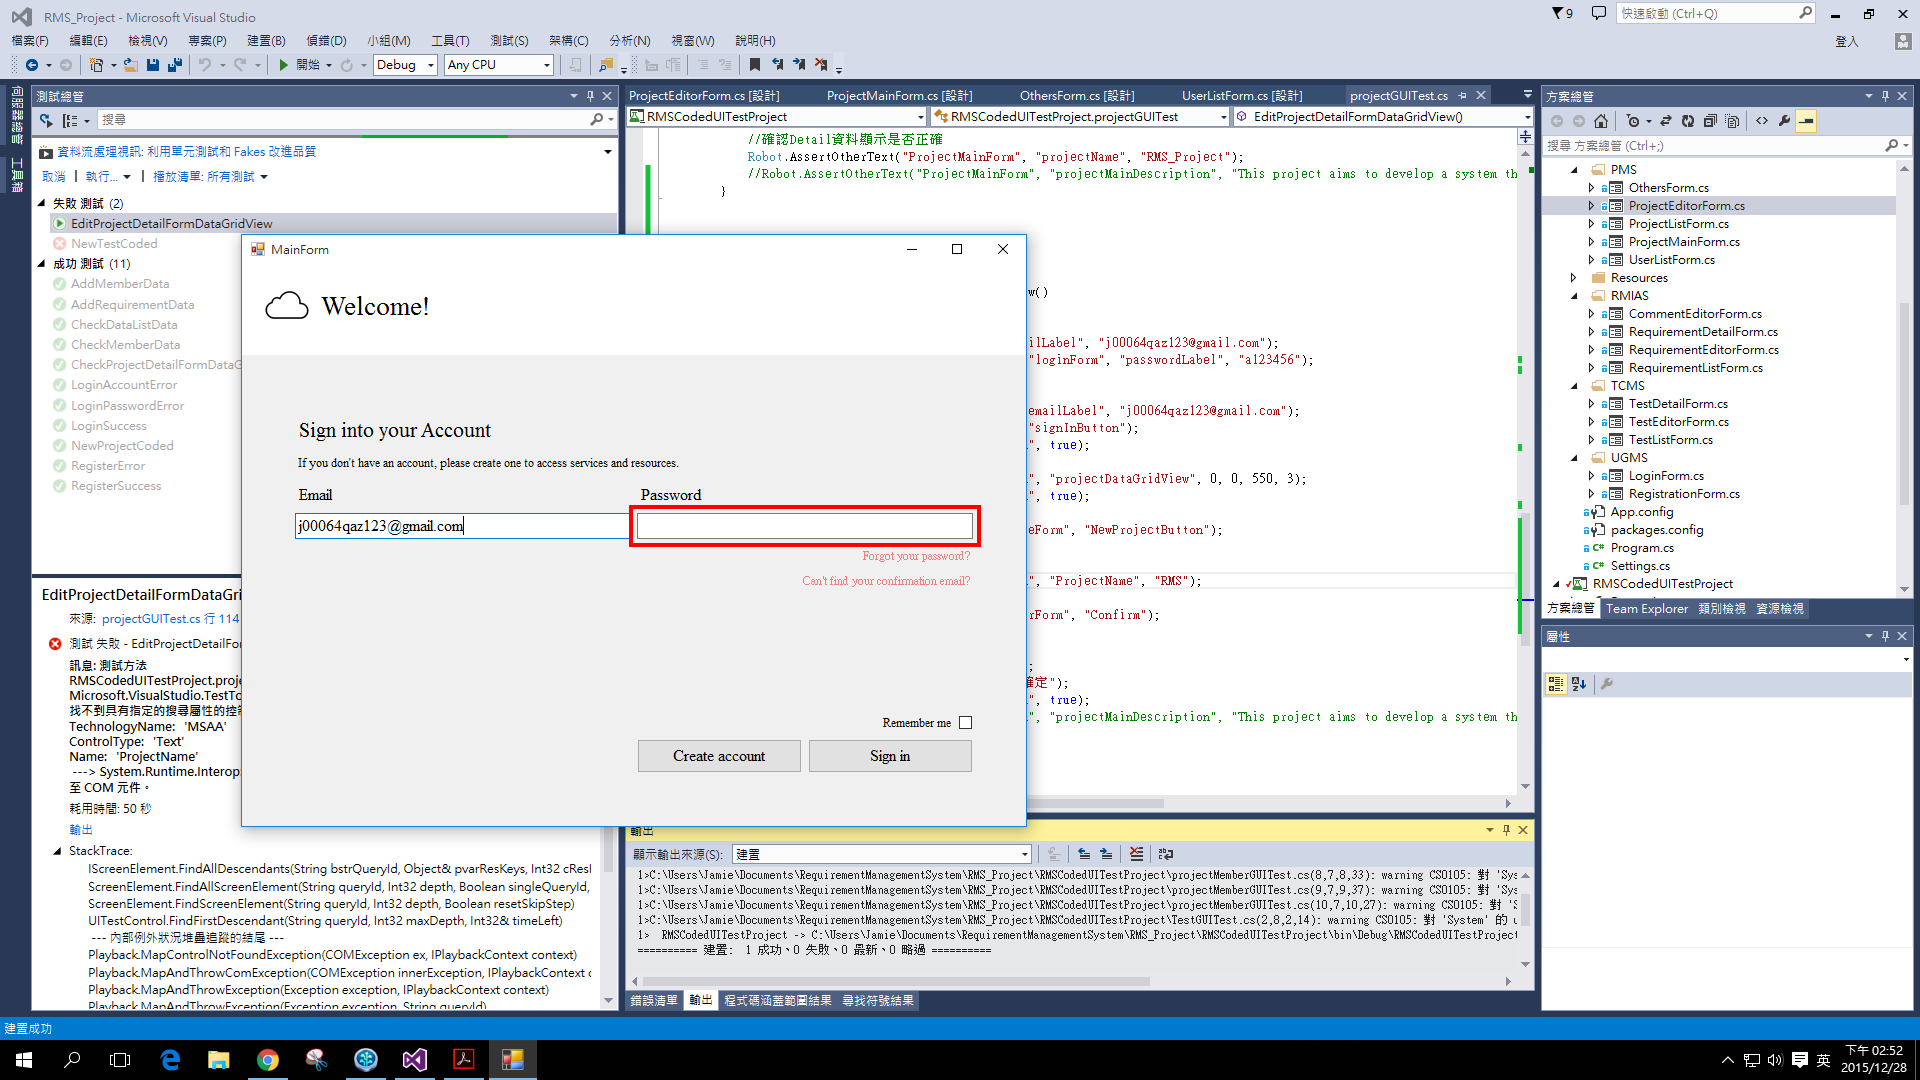 RMS_Project - Microsoft Visual Studio
9
快速啟動 (Ctrl+Q)
檔案(F) 編輯(E) 檢視(V) 專案(P) 建置(B) 偵錯(D) 小組(M) 工具(T) 測試(S) 架構(C) 分析(N) 視窗(W) 說明(H)
登入
開始 Debug Any CPU
伺服器總管
工具箱
測試總管
搜尋
資料流處理視訊: 利用單元測試和 Fakes 改進品質
取消 | 執行... | 播放清單: 所有測試
失敗 測試 (2)
EditProjectDetailFormDataGridView
NewTestCoded
成功 測試 (11)
AddMemberData
AddRequirementData
CheckDataListData
CheckMemberData
CheckProjectDetailFormDataG
LoginAccountError
LoginPasswordError
LoginSuccess
NewProjectCoded
RegisterError
RegisterSuccess
EditProjectDetailFormDataGri
來源: projectGUITest.cs 行 114
測試 失敗 - EditProjectDetailFor
訊息: 測試方法
RMSCodedUITestProject.proje
Microsoft.VisualStudio.TestTo
找不到具有指定的搜尋屬性的控制
TechnologyName: 'MSAA'
ControlType: 'Text'
Name: 'ProjectName'
---> System.Runtime.Interop
至 COM 元件。
耗用時間: 50 秒
輸出
StackTrace:
IScreenElement.FindAllDescendants(String bstrQueryId, Object& pvarResKeys, Int32 cResl
ScreenElement.FindAllScreenElement(String queryId, Int32 depth, Boolean singleQueryId,
ScreenElement.FindScreenElement(String queryId, Int32 depth, Boolean resetSkipStep)
UITestControl.FindFirstDescendant(String queryId, Int32 maxDepth, Int32& timeLeft)
--- 內部例外狀況堆疊追蹤的結尾 ---
Playback.MapControlNotFoundException(COMException ex, IPlaybackContext context)
Playback.MapAndThrowComException(COMException innerException, IPlaybackContext c
Playback.MapAndThrowException(Exception exception, IPlaybackContext context)
Playback.MapAndThrowException(Exception exception, String queryId)
MainForm
Welcome!
Sign into your Account
If you don't have an account, please create one to access services and resources.
Email Password
j00064qaz123@gmail.com
Forgot your password?
Can't find your confirmation email?
Remember me
Create account Sign in
ProjectEditorForm.cs [設計] ProjectMainForm.cs [設計] OthersForm.cs [設計] UserListForm.cs [設計] projectGUITest.cs
RMSCodedUITestProject RMSCodedUITestProject.projectGUITest EditProjectDetailFormDataGridView()
//確認Detail資料顯示是否正確
Robot.AssertOtherText("ProjectMainForm", "projectName", "RMS_Project");
//Robot.AssertOtherText("ProjectMainForm", "projectMainDescription", "This project aims to develop a system th
}
w()
ilLabel", "j00064qaz123@gmail.com");
"loginForm", "passwordLabel", "a123456");
emailLabel", "j00064qaz123@gmail.com");
"signInButton");
", true);
", "projectDataGridView", 0, 0, 550, 3);
", true);
eForm", "NewProjectButton");
", "ProjectName", "RMS");
rForm", "Confirm");
;
確定");
", true);
", "projectMainDescription", "This project aims to develop a system th
輸出
顯示輸出來源(S): 建置
1>C:\Users\Jamie\Documents\RequirementManagementSystem\RMS_Project\RMSCodedUITestProject\projectMemberGUITest.cs(8,7,8,33): warning CS0105: 對 'Sys
1>C:\Users\Jamie\Documents\RequirementManagementSystem\RMS_Project\RMSCodedUITestProject\projectMemberGUITest.cs(9,7,9,37): warning CS0105: 對 'Sys
1>C:\Users\Jamie\Documents\RequirementManagementSystem\RMS_Project\RMSCodedUITestProject\projectMemberGUITest.cs(10,7,10,27): warning CS0105: 對 'S
1>C:\Users\Jamie\Documents\RequirementManagementSystem\RMS_Project\RMSCodedUITestProject\TestGUITest.cs(2,8,2,14): warning CS0105: 對 'System' 的 u
1> RMSCodedUITestProject -> C:\Users\Jamie\Documents\RequirementManagementSystem\RMS_Project\RMSCodedUITestProject\bin\Debug\RMSCodedUITestProject
========== 建置: 1 成功、0 失敗、0 最新、0 略過 ==========
錯誤清單 輸出 程式碼涵蓋範圍結果 尋找符號結果
方案總管
搜尋 方案總管 (Ctrl+;)
PMS
OthersForm.cs
ProjectEditorForm.cs
ProjectListForm.cs
ProjectMainForm.cs
UserListForm.cs
Resources
RMIAS
CommentEditorForm.cs
RequirementDetailForm.cs
RequirementEditorForm.cs
RequirementListForm.cs
TCMS
TestDetailForm.cs
TestEditorForm.cs
TestListForm.cs
UGMS
LoginForm.cs
RegistrationForm.cs
App.config
packages.config
Program.cs
Settings.cs
RMSCodedUITestProject
方案總管 Team Explorer 類別檢視 資源檢視
屬性
建置成功
英
下午 02:52
2015/12/28